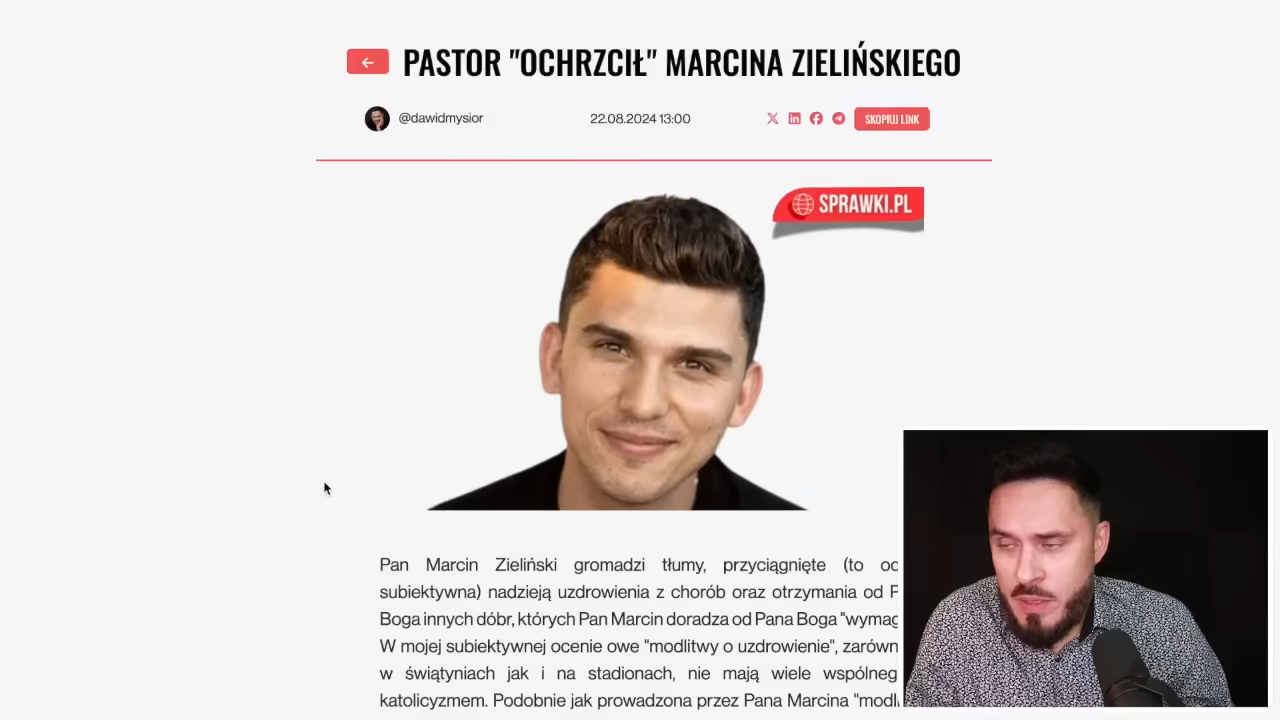 PASTOR "OCHRZCIŁ" MARCINA ZIELIŃSKIEGO
@dawidmysior 22.08.2024 13:00 SKOPIUJ LINK
SPRAWKI.PL
Pan Marcin Zieliński gromadzi tłumy, przyciągnięte (to oc
subiektywna) nadzieją uzdrowienia z chorób oraz otrzymania od P
Boga innych dóbr, których Pan Marcin doradza od Pana Boga "wymag
W mojej subiektywnej ocenie owe "modlitwy o uzdrowienie", zarówn
w świątyniach jak i na stadionach, nie mają wiele wspólneg
katolicyzmem. Podobnie jak prowadzona przez Pana Marcina "modl